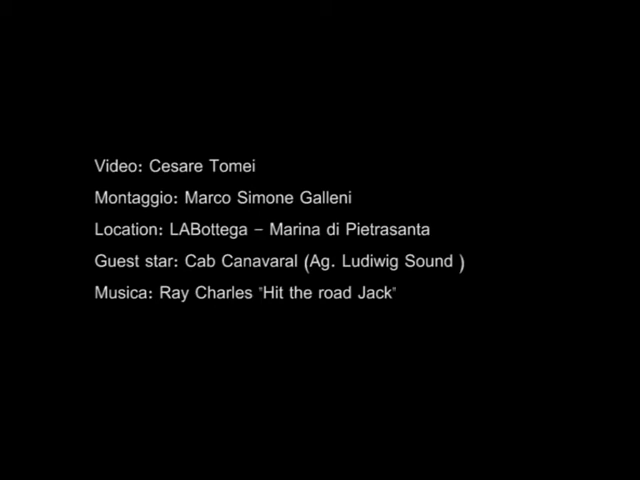 Video: Cesare Tomei
Montaggio: Marco Simone Galleni
Location: LABottega – Marina di Pietrasanta
Guest star: Cab Canavaral (Ag. Ludiwig Sound )
Musica: Ray Charles "Hit the road Jack"